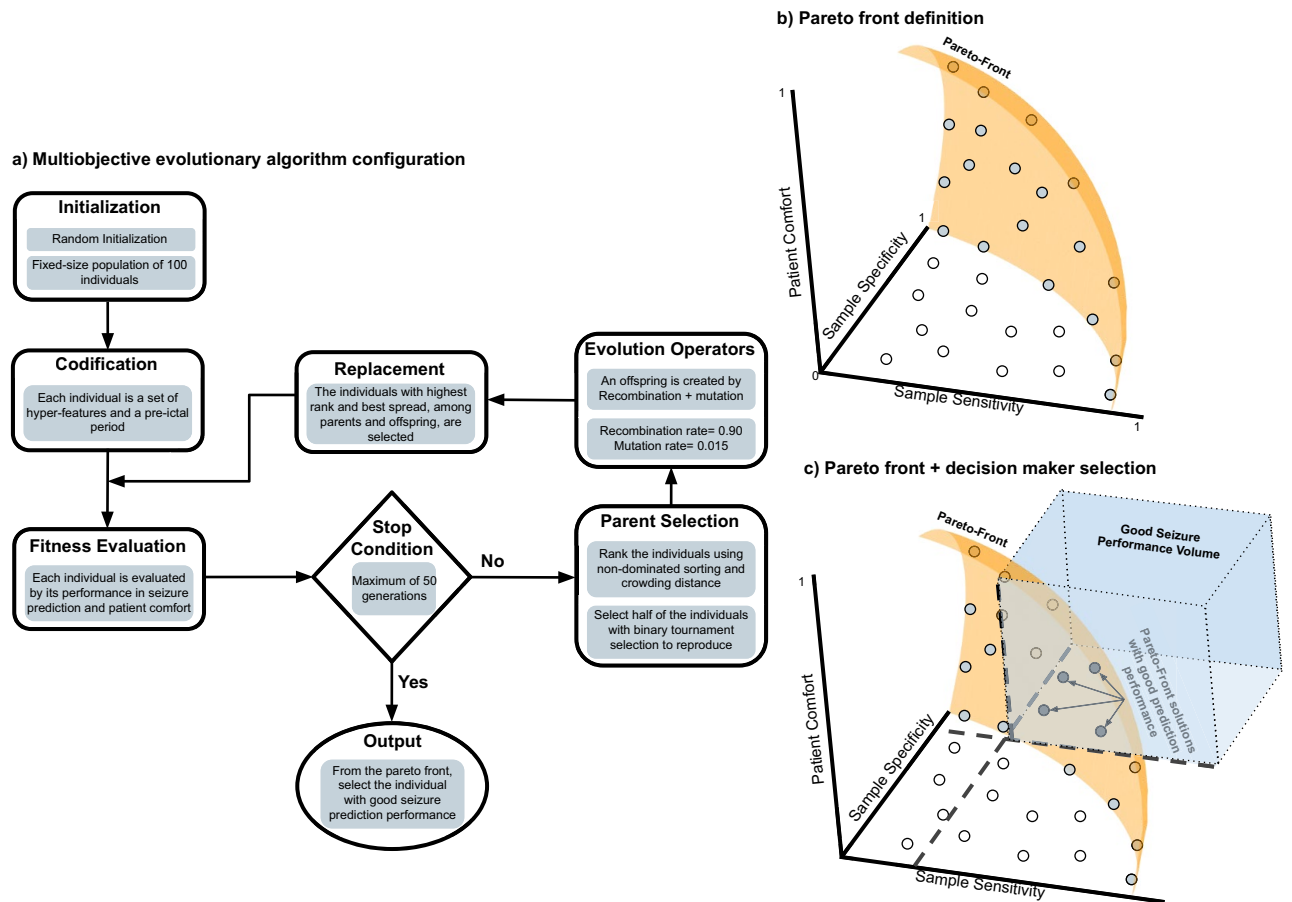 a) Multiobjective evolutionary algorithm configuration
Initialization
Random Initialization
Fixed-size population of 100
individuals
Codification
Each individual is a set of
hyper-features and a pre-ictal
period
Fitness Evaluation
Each individual is evaluated
by its performance in seizure
prediction and patient comfort
Stop
Condition
Maximum of 50
generations
No
Yes
Output
From the pareto front,
select the individual
with good seizure
prediction performance
Parent Selection
Rank the individuals using
non-dominated sorting and
crowding distance
Select half of the individuals
with binary tournament
selection to reproduce
Evolution Operators
An offspring is created by
Recombination + mutation
Recombination rate= 0.90
Mutation rate= 0.015
Replacement
The individuals with highest
rank and best spread, among
parents and offspring, are
selected
b) Pareto front definition
Pareto-Front
1
Patient Comfort
1
Sample Specificity
0
Sample Sensitivity
1
c) Pareto front + decision maker selection
Pareto-Front
Good Seizure
Performance Volume
1
Pareto-Front solutions
with good prediction
performance
Patient Comfort
Sample Specificity
Sample Sensitivity